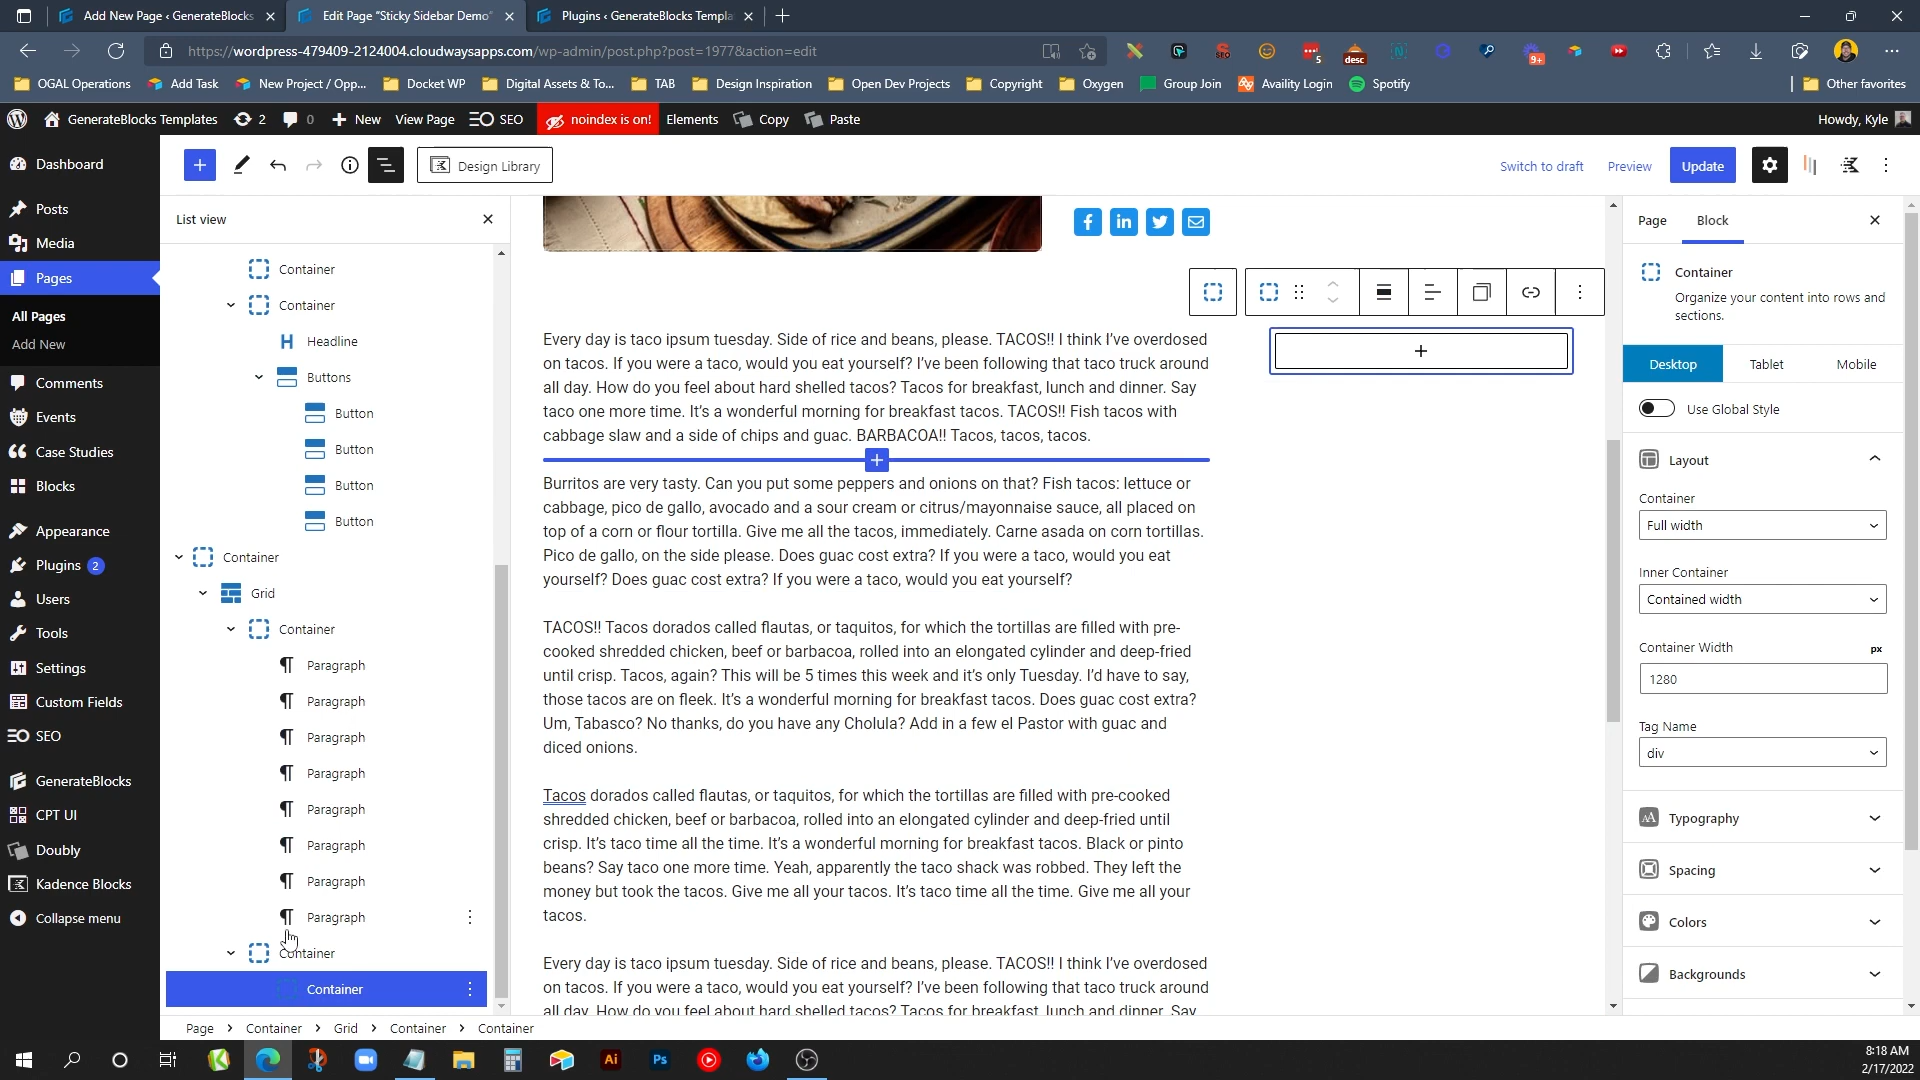 Add New Page ‹ GenerateBlocks
Edit Page "Sticky Sidebar Demo"
Plugins ‹ GenerateBlocks Templa
https://wordpress-479409-2124004.cloudwaysapps.com/wp-admin/post.php?post=1977&action=edit
SEO
5
desc
9+
OGAL Operations
Add Task
New Project / Opp...
Docket WP
Digital Assets & To...
TAB
Design Inspiration
Open Dev Projects
Copyright
Oxygen
Group Join
Availity Login
Spotify
Other favorites
GenerateBlocks Templates
2
0
New
View Page
SEO
noindex is on!
Elements
Copy
Paste
Howdy, Kyle
Dashboard
Posts
Media
Pages
All Pages
Add New
Comments
Events
Case Studies
Blocks
Appearance
Plugins 2
Users
Tools
Settings
Custom Fields
SEO
GenerateBlocks
CPT UI
Doubly
Kadence Blocks
Collapse menu
Design Library
Switch to draft
Preview
Update
List view
Container
Container
Headline
Buttons
Button
Button
Button
Button
Container
Grid
Container
Paragraph
Paragraph
Paragraph
Paragraph
Paragraph
Paragraph
Paragraph
Paragraph
Container
Container
Every day is taco ipsum tuesday. Side of rice and beans, please. TACOS!! I think I've overdosed
on tacos. If you were a taco, would you eat yourself? I've been following that taco truck around
all day. How do you feel about hard shelled tacos? Tacos for breakfast, lunch and dinner. Say
taco one more time. It's a wonderful morning for breakfast tacos. TACOS!! Fish tacos with
cabbage slaw and a side of chips and guac. BARBACOA!! Tacos, tacos, tacos.
Burritos are very tasty. Can you put some peppers and onions on that? Fish tacos: lettuce or
cabbage, pico de gallo, avocado and a sour cream or citrus/mayonnaise sauce, all placed on
top of a corn or flour tortilla. Give me all the tacos, immediately. Carne asada on corn tortillas.
Pico de gallo, on the side please. Does guac cost extra? If you were a taco, would you eat
yourself? Does guac cost extra? If you were a taco, would you eat yourself?
TACOS!! Tacos dorados called flautas, or taquitos, for which the tortillas are filled with pre-
cooked shredded chicken, beef or barbacoa, rolled into an elongated cylinder and deep-fried
until crisp. Tacos, again? This will be 5 times this week and it's only Tuesday. I'd have to say,
those tacos are on fleek. It's a wonderful morning for breakfast tacos. Does guac cost extra?
Um, Tabasco? No thanks, do you have any Cholula? Add in a few el Pastor with guac and
diced onions.
Tacos dorados called flautas, or taquitos, for which the tortillas are filled with pre-cooked
shredded chicken, beef or barbacoa, rolled into an elongated cylinder and deep-fried until
crisp. It's taco time all the time. It's a wonderful morning for breakfast tacos. Black or pinto
beans? Say taco one more time. Yeah, apparently the taco shack was robbed. They left the
money but took the tacos. Give me all your tacos. It's taco time all the time. Give me all your
tacos.
Every day is taco ipsum tuesday. Side of rice and beans, please. TACOS!! I think I've overdosed
on tacos. If you were a taco, would you eat yourself? I've been following that taco truck around
all day. How do you feel about hard shelled tacos? Tacos for breakfast, lunch and dinner. Say
Page
Block
Container
Organize your content into rows and
sections.
Desktop
Tablet
Mobile
Use Global Style
Layout
Container
Full width
Inner Container
Contained width
Container Width
px
1280
Tag Name
div
Typography
Spacing
Colors
Backgrounds
Page › Container › Grid › Container › Container
Ai
Ps
8:18 AM
2/17/2022